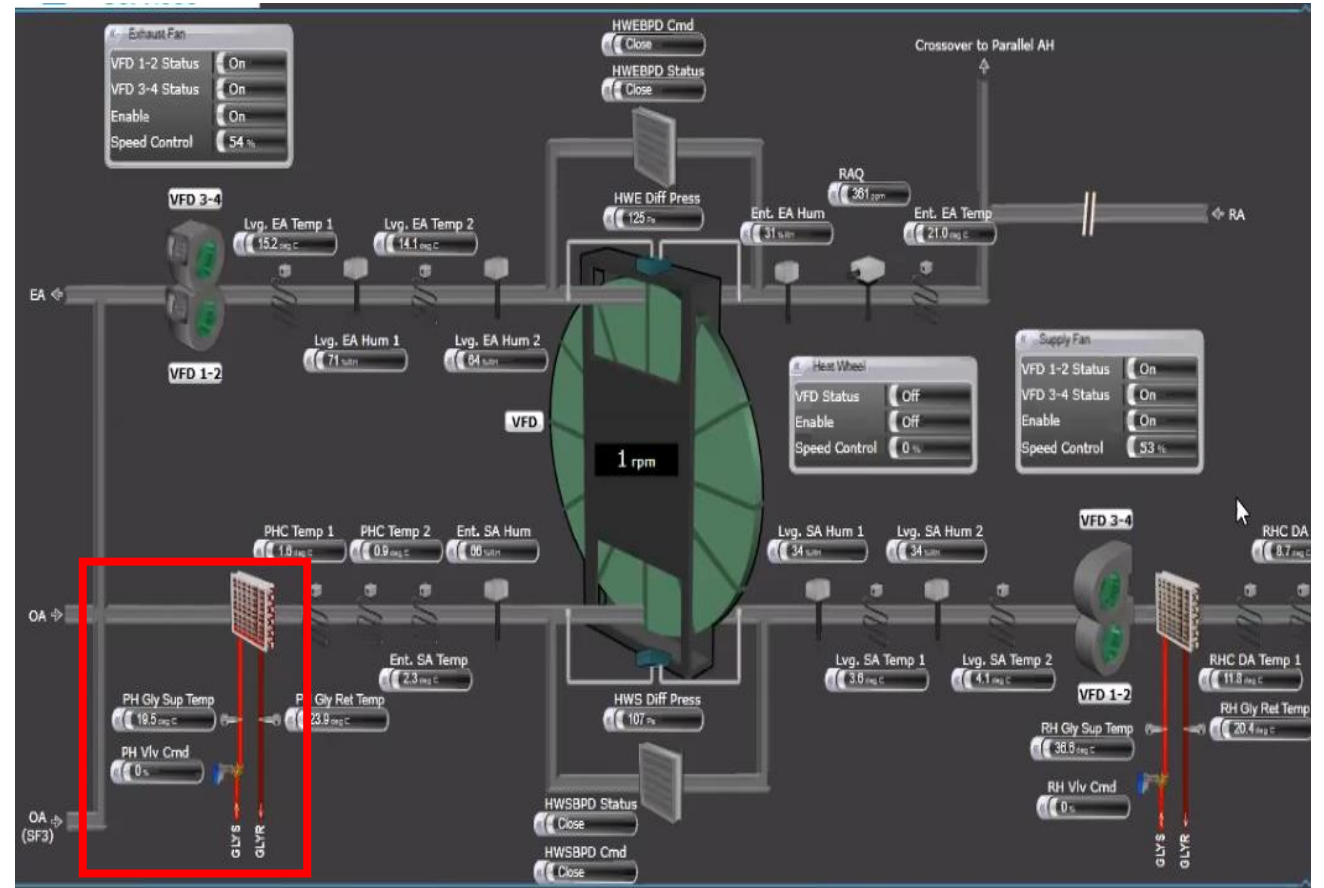 Exhaust Fan
VFD 1-2 Status On
VFD 3-4 Status On
Enable On
Speed Control 54 %
HWEBPD Cmd
Close
HWEBPD Status
Close
Crossover to Parallel AH
VFD 3-4
Lvg. EA Temp 1
15.2 deg C
Lvg. EA Temp 2
14.1 deg C
HWE Diff Press
125 Pa
RAQ
361 ppm
Ent. EA Hum
31 %RH
Ent. EA Temp
21.0 deg C
RA
EA
Lvg. EA Hum 1
71 %RH
Lvg. EA Hum 2
64 %RH
VFD 1-2
VFD
1 rpm
Heat Wheel
VFD Status Off
Enable Off
Speed Control 0 %
Supply Fan
VFD 1-2 Status On
VFD 3-4 Status On
Enable On
Speed Control 53 %
PHC Temp 1
1.6 deg C
PHC Temp 2
0.9 deg C
Ent. SA Hum
66 %RH
Lvg. SA Hum 1
34 %RH
Lvg. SA Hum 2
34 %RH
VFD 3-4
RHC DA
8.7 deg C
OA
Ent. SA Temp
2.3 deg C
Lvg. SA Temp 1
3.6 deg C
Lvg. SA Temp 2
4.1 deg C
VFD 1-2
RHC DA Temp 1
11.8 deg C
PH Gly Sup Temp
19.5 deg C
PH Gly Ret Temp
23.9 deg C
HWS Diff Press
107 Pa
RH Gly Sup Temp
36.6 deg C
RH Gly Ret Temp
20.4 deg C
PH Vlv Cmd
0 %
RH Vlv Cmd
0 %
OA
(SF3)
GLYS
GLYR
HWSBPD Status
Close
HWSBPD Cmd
Close
GLYS
GLYR